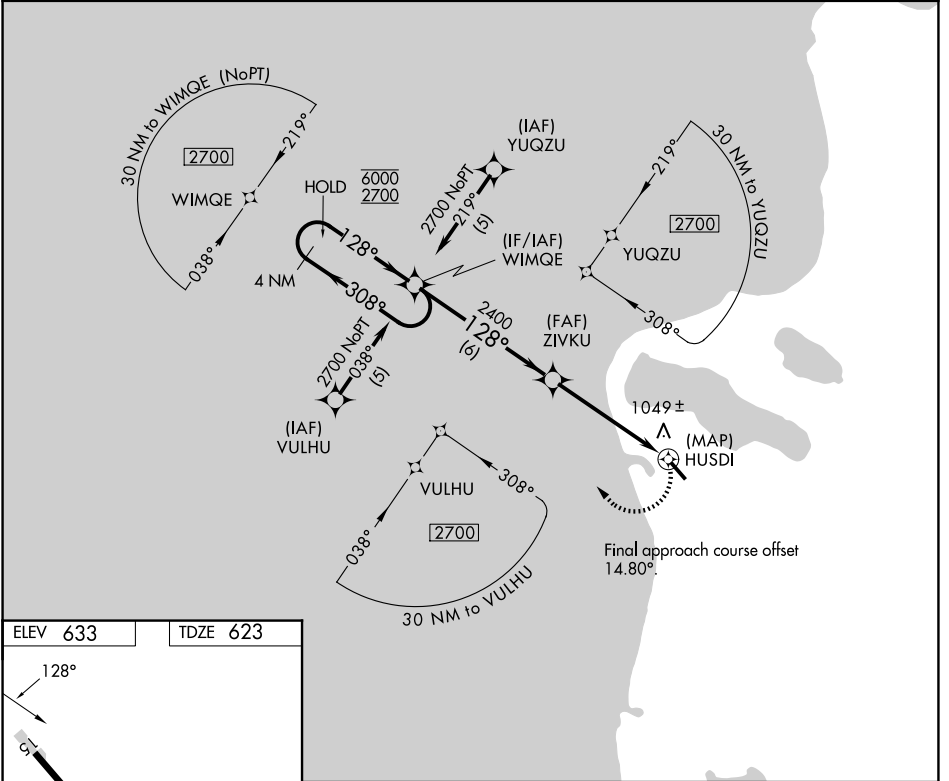 30 NM to WIMQE (NoPT)
219°
2700
WIMQE
038°
HOLD
6000
2700
4 NM
128°
308°
(IAF)
YUQZU
2700 NoPT
219°
(5)
(IF/IAF)
WIMQE
30 NM to YUQZU
219°
2700
YUQZU
308°
2400
128°
(6)
(FAF)
ZIVKU
2700 NoPT
038°
(5)
(IAF)
VULHU
1049 ±
(MAP)
HUSDI
VULHU
308°
038°
2700
30 NM to VULHU
Final approach course offset
14.80°.
ELEV 633
TDZE 623
128°
15